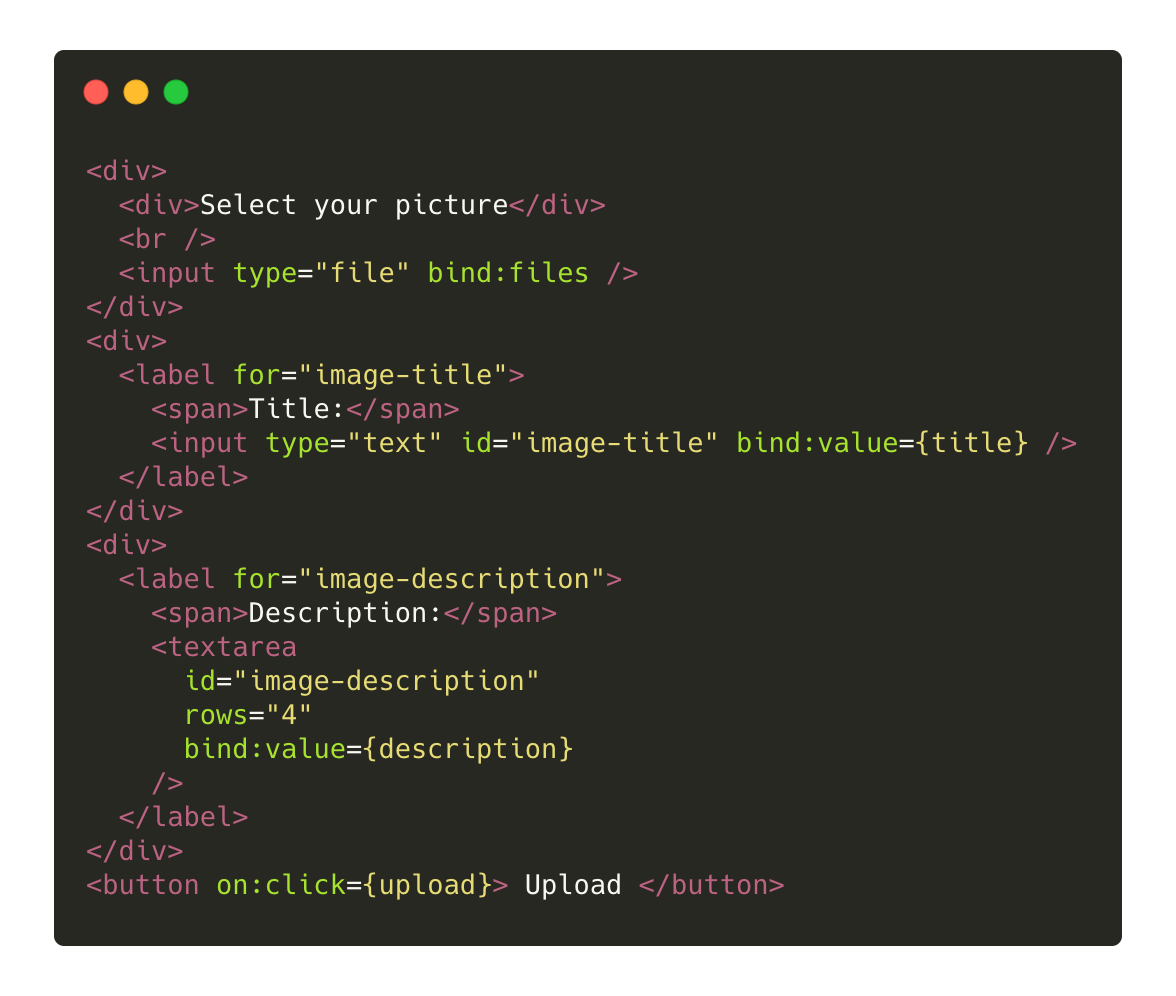 <div>
  <div>Select your picture</div>
  <br />
  <input type="file" bind:files />
</div>
<div>
  <label for="image-title">
    <span>Title:</span>
    <input type="text" id="image-title" bind:value={title} />
  </label>
</div>
<div>
  <label for="image-description">
    <span>Description:</span>
    <textarea
      id="image-description"
      rows="4"
      bind:value={description}
    />
  </label>
</div>
<button on:click={upload}> Upload </button>